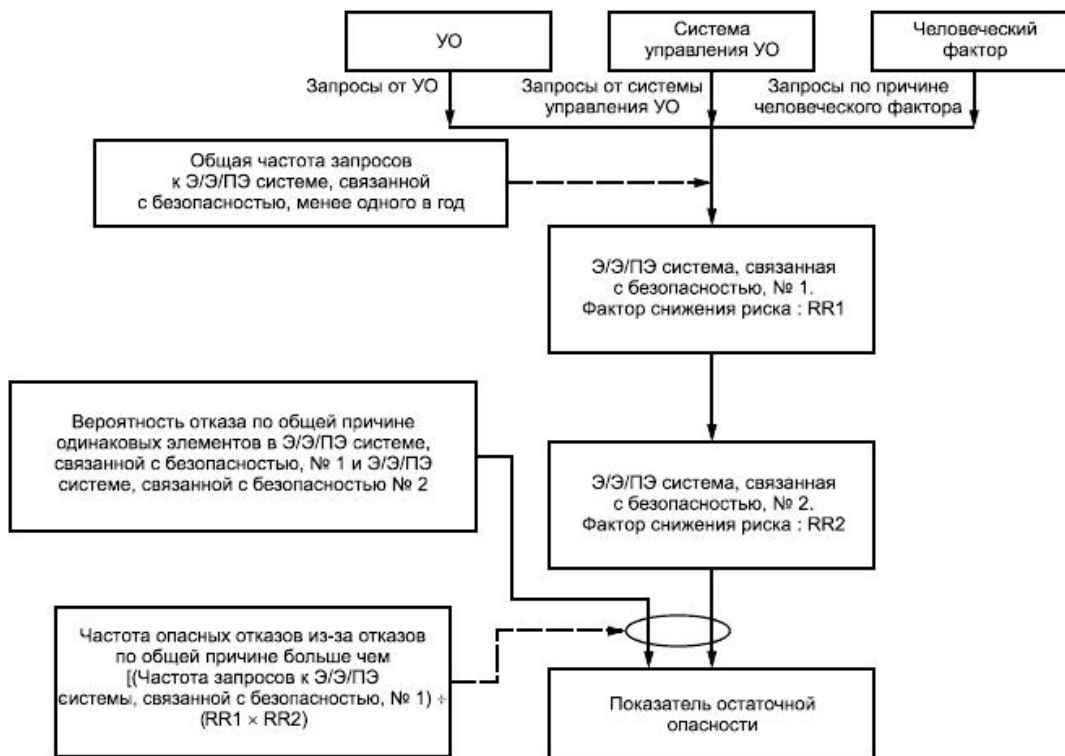 УО
Система
управления УО
Человеческий
фактор
Запросы от УО
Запросы от системы
управления УО
Запросы по причине
человеческого фактора
Общая частота запросов
к Э/Э/ПЭ системе, связанной
с безопасностью, менее одного в год
Э/Э/ПЭ система, связанная
с безопасностью, № 1.
Фактор снижения риска : RR1
Вероятность отказа по общей причине
одинаковых элементов в Э/Э/ПЭ системе,
связанной с безопасностью, № 1 и Э/Э/ПЭ
системе, связанной с безопасностью № 2
Э/Э/ПЭ система, связанная
с безопасностью, № 2.
Фактор снижения риска : RR2
Частота опасных отказов из-за отказов
по общей причине больше чем
[(Частота запросов к Э/Э/ПЭ
системы, связанной с безопасностью, № 1) ÷
(RR1 × RR2)
Показатель остаточной
опасности